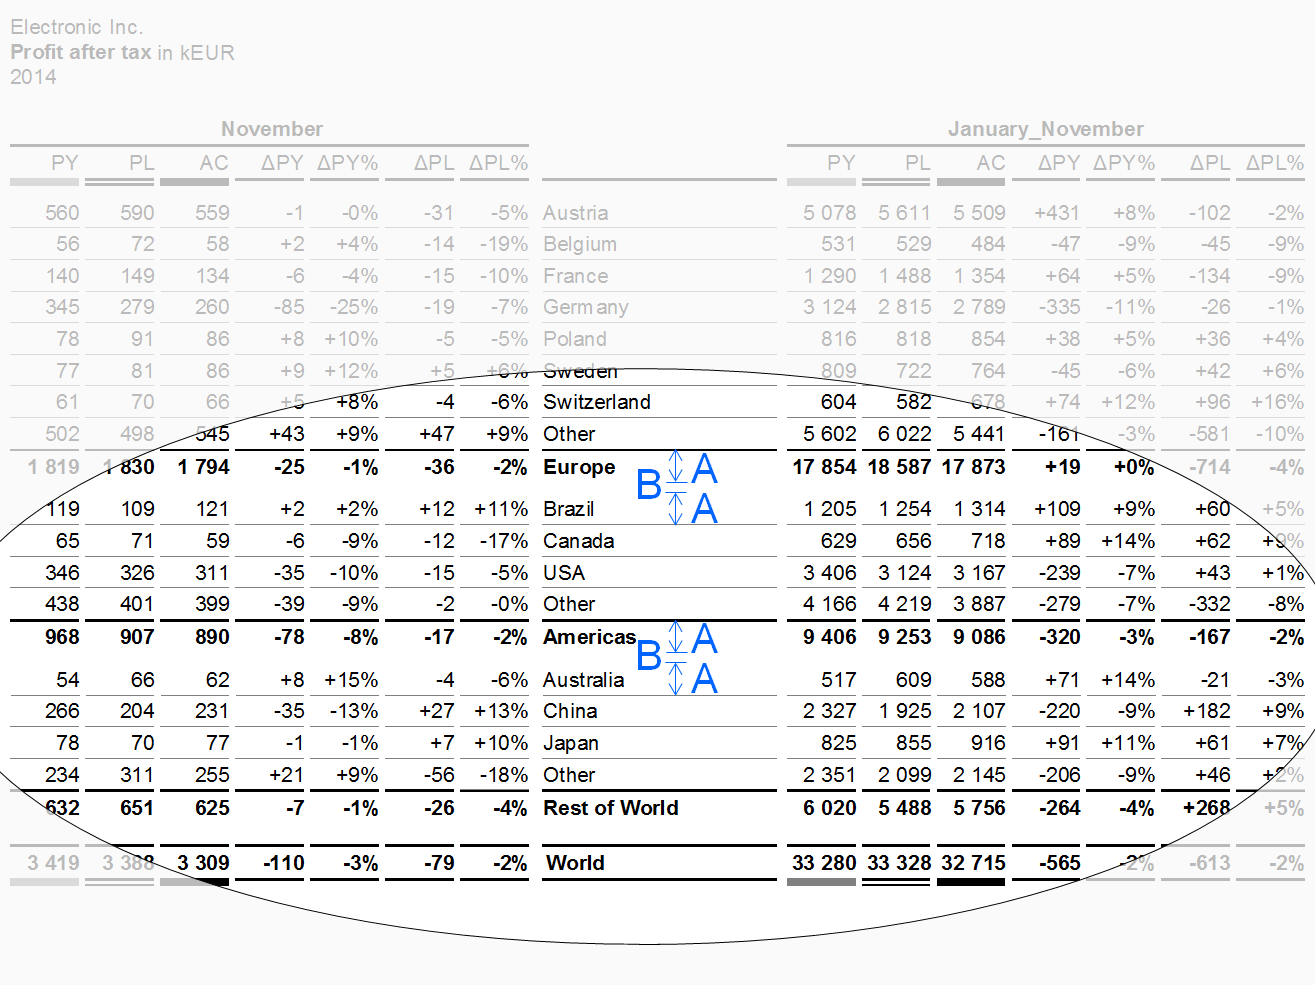 Electronic Inc.
Profit after tax in kEUR
2014
November January_November
PY PL AC ΔPY ΔPY% ΔPL ΔPL% PY PL AC ΔPY ΔPY% ΔPL ΔPL%
560 590 559 -1 -0% -31 -5% Austria 5 078 5 611 5 509 +431 +8% -102 -2%
56 72 58 +2 +4% -14 -19% Belgium 531 529 484 -47 -9% -45 -9%
140 149 134 -6 -4% -15 -10% France 1 290 1 488 1 354 +64 +5% -134 -9%
345 279 260 -85 -25% -19 -7% Germany 3 124 2 815 2 789 -335 -11% -26 -1%
78 91 86 +8 +10% -5 -5% Poland 816 818 854 +38 +5% +36 +4%
77 81 86 +9 +12% +5 +6% Sweden 809 722 764 -45 -6% +42 +6%
61 70 66 +5 +8% -4 -6% Switzerland 604 582 678 +74 +12% +96 +16%
502 498 545 +43 +9% +47 +9% Other 5 602 6 022 5 441 -161 -3% -581 -10%
1 819 1 830 1 794 -25 -1% -36 -2% Europe A 17 854 18 587 17 873 +19 +0% -714 -4%
B
119 109 121 +2 +2% +12 +11% Brazil A 1 205 1 254 1 314 +109 +9% +60 +5%
65 71 59 -6 -9% -12 -17% Canada 629 656 718 +89 +14% +62 +9%
346 326 311 -35 -10% -15 -5% USA 3 406 3 124 3 167 -239 -7% +43 +1%
438 401 399 -39 -9% -2 -0% Other 4 166 4 219 3 887 -279 -7% -332 -8%
968 907 890 -78 -8% -17 -2% Americas A 9 406 9 253 9 086 -320 -3% -167 -2%
B
54 66 62 +8 +15% -4 -6% Australia A 517 609 588 +71 +14% -21 -3%
266 204 231 -35 -13% +27 +13% China 2 327 1 925 2 107 -220 -9% +182 +9%
78 70 77 -1 -1% +7 +10% Japan 825 855 916 +91 +11% +61 +7%
234 311 255 +21 +9% -56 -18% Other 2 351 2 099 2 145 -206 -9% +46 +2%
632 651 625 -7 -1% -26 -4% Rest of World 6 020 5 488 5 756 -264 -4% +268 +5%
3 419 3 388 3 309 -110 -3% -79 -2% World 33 280 33 328 32 715 -565 -2% -613 -2%